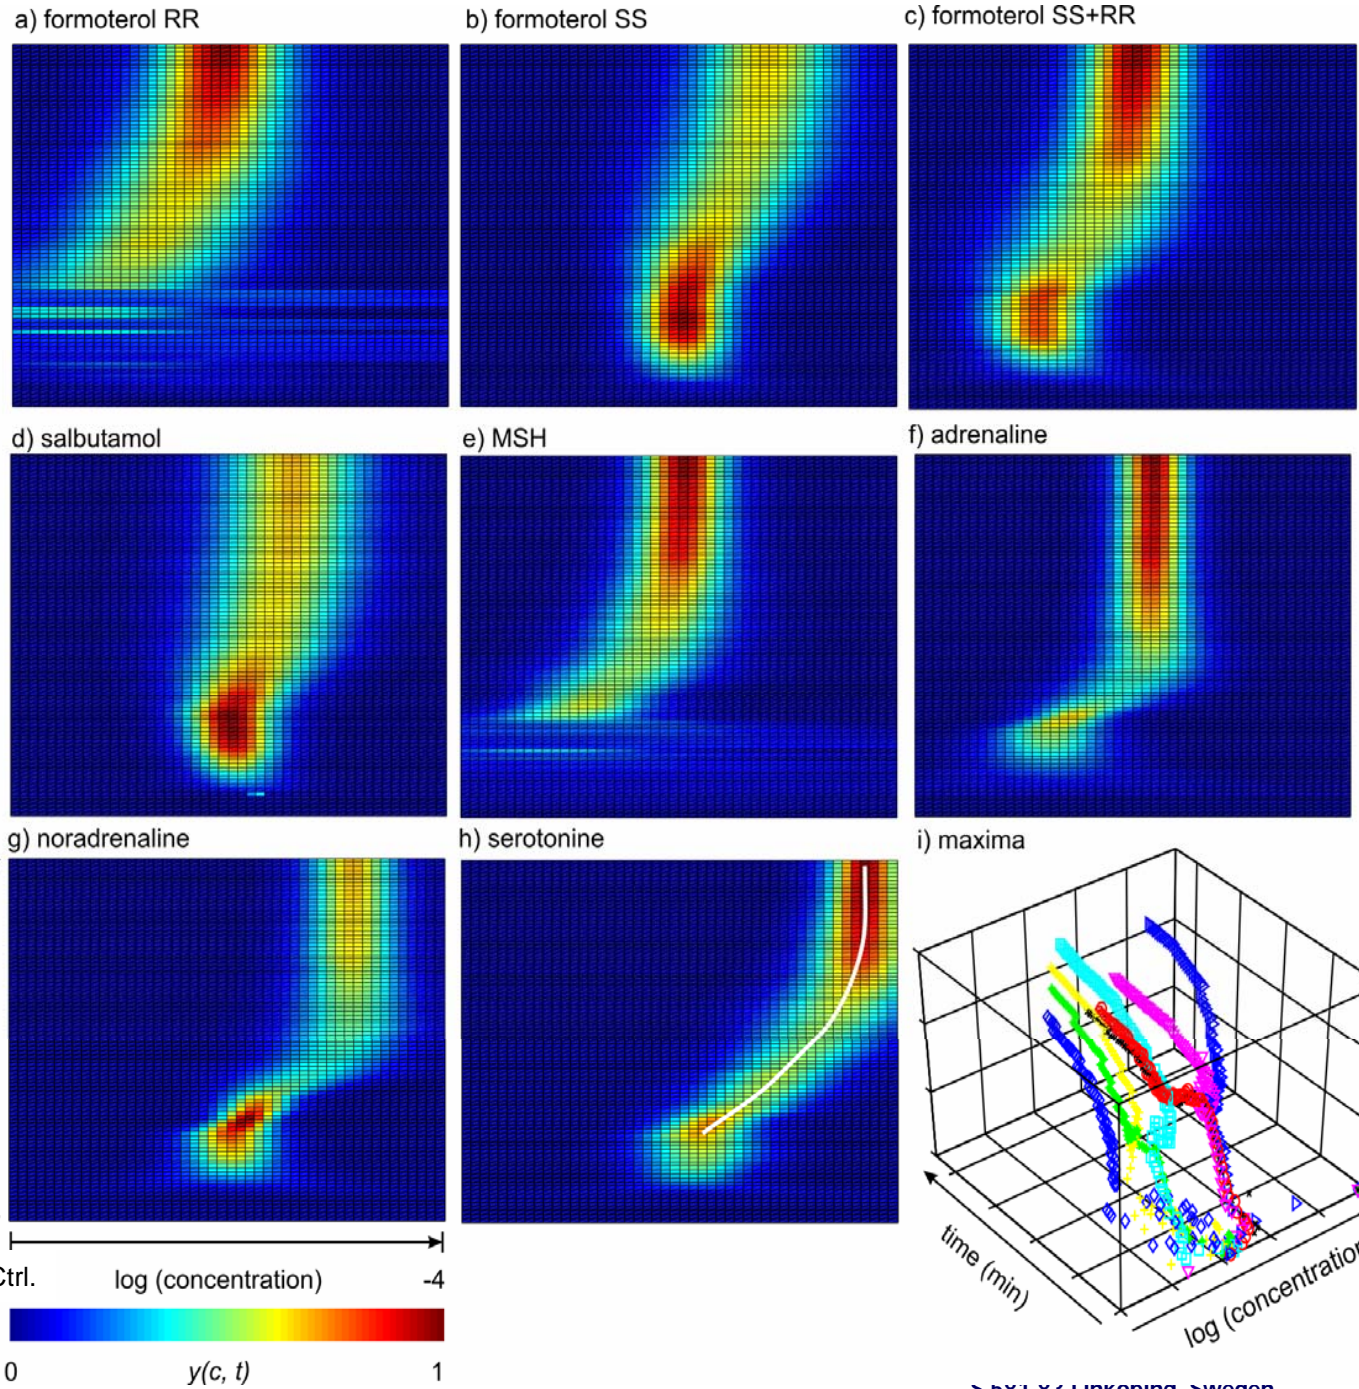 a) formoterol RR
b) formoterol SS
c) formoterol SS+RR
d) salbutamol
e) MSH
f) adrenaline
g) noradrenaline
h) serotonine
i) maxima
Ctrl.
log (concentration)
-4
0
y(c, t)
1
time (min)
log (concentration